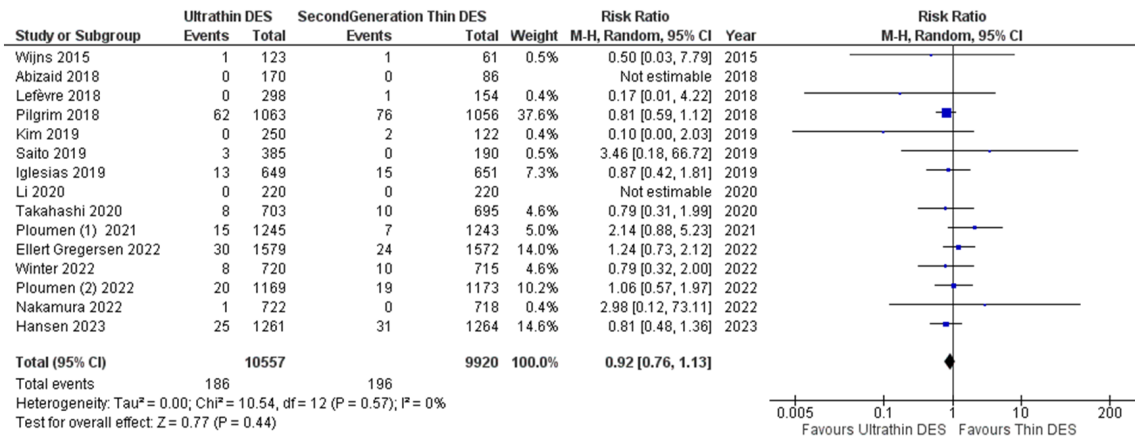 Ultrathin DES SecondGeneration Thin DES Risk Ratio Risk Ratio
Study or Subgroup Events Total Events Total Weight M-H, Random, 95% CI Year M-H, Random, 95% CI
Wijns 2015 1 123 1 61 0.5% 0.50 [0.03, 7.79] 2015
Abizaid 2018 0 170 0 86 Not estimable 2018
Lefèvre 2018 0 298 1 154 0.4% 0.17 [0.01, 4.22] 2018
Pilgrim 2018 62 1063 76 1056 37.6% 0.81 [0.59, 1.12] 2018
Kim 2019 0 250 2 122 0.4% 0.10 [0.00, 2.03] 2019
Saito 2019 3 385 0 190 0.5% 3.46 [0.18, 66.72] 2019
Iglesias 2019 13 649 15 651 7.3% 0.87 [0.42, 1.81] 2019
Li 2020 0 220 0 220 Not estimable 2020
Takahashi 2020 8 703 10 695 4.6% 0.79 [0.31, 1.99] 2020
Ploumen (1) 2021 15 1245 7 1243 5.0% 2.14 [0.88, 5.23] 2021
Ellert Gregersen 2022 30 1579 24 1572 14.0% 1.24 [0.73, 2.12] 2022
Winter 2022 8 720 10 715 4.6% 0.79 [0.32, 2.00] 2022
Ploumen (2) 2022 20 1169 19 1173 10.2% 1.06 [0.57, 1.97] 2022
Nakamura 2022 1 722 0 718 0.4% 2.98 [0.12, 73.11] 2022
Hansen 2023 25 1261 31 1264 14.6% 0.81 [0.48, 1.36] 2023
Total (95% CI) 10557 9920 100.0% 0.92 [0.76, 1.13]
Total events 186 196
Heterogeneity: Tau² = 0.00; Chi² = 10.54, df = 12 (P = 0.57); I² = 0%
Test for overall effect: Z = 0.77 (P = 0.44)
0.005 0.1 1 10 200
Favours Ultrathin DES Favours Thin DES